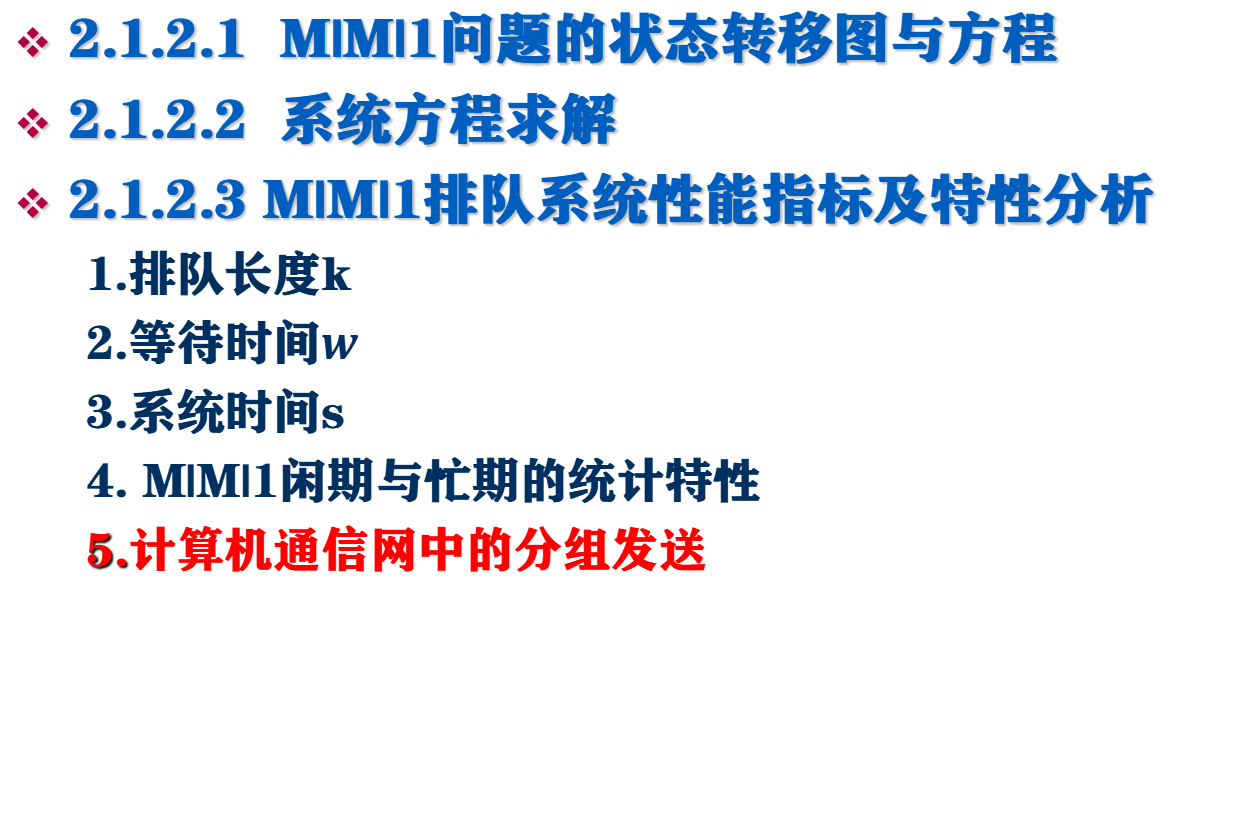 ❖ 2.1.2.1 M|M|1问题的状态转移图与方程
❖ 2.1.2.2 系统方程求解
❖ 2.1.2.3 M|M|1排队系统性能指标及特性分析
1.排队长度k
2.等待时间w
3.系统时间s
4. M|M|1闲期与忙期的统计特性
5.计算机通信网中的分组发送